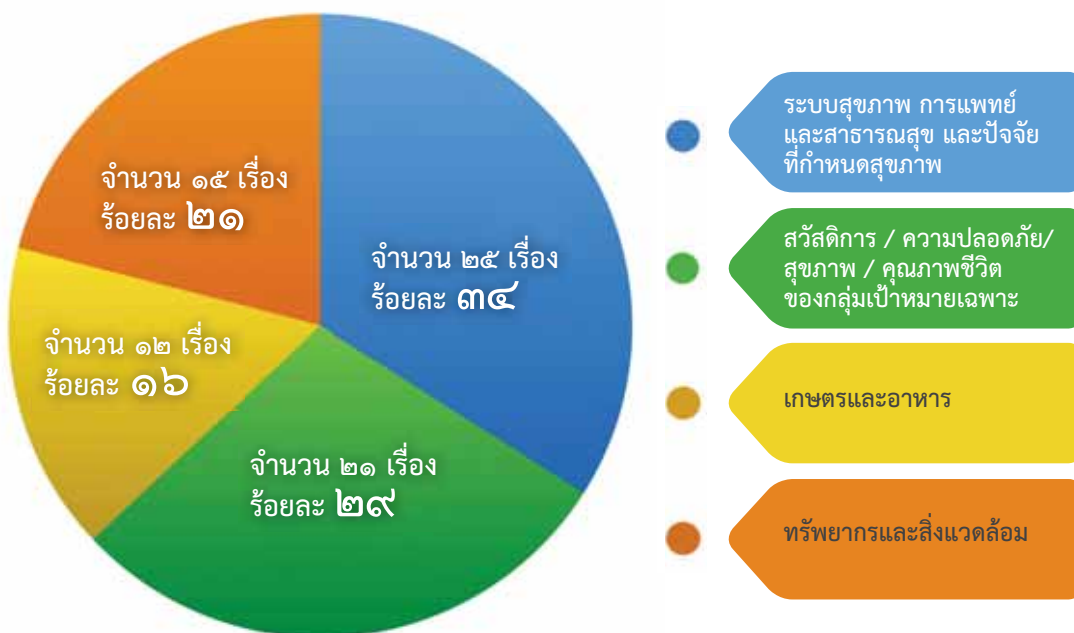 จำนวน ๑๕ เรื่อง
ร้อยละ ๒๑
จำนวน ๒๕ เรื่อง
ร้อยละ ๓๔
จำนวน ๑๒ เรื่อง
ร้อยละ ๑๖
จำนวน ๒๑ เรื่อง
ร้อยละ ๒๙
ระบบสุขภาพ การแพทย์
และสาธารณสุข และปัจจัย
ที่กำหนดสุขภาพ
สวัสดิการ / ความปลอดภัย/
สุขภาพ / คุณภาพชีวิต
ของกลุ่มเป้าหมายเฉพาะ
เกษตรและอาหาร
ทรัพยากรและสิ่งแวดล้อม